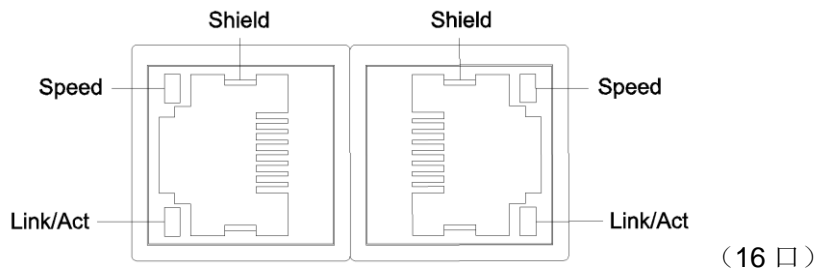 Shield Shield
Speed Speed
Link/Act Link/Act
（16 口）